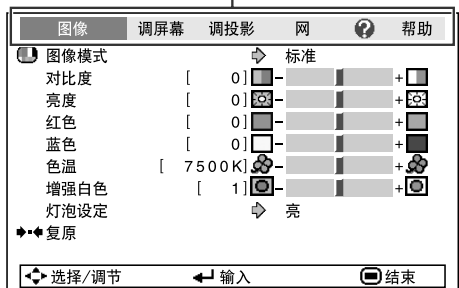 图像 调屏幕 调投影 网 ? 帮助
图像模式 标准
对比度 [ 0] - +
亮度 [ 0] - +
红色 [ 0] - +
蓝色 [ 0] - +
色温 [ 7500K] - +
增强白色 [ 1] - +
灯泡设定 亮
复原
选择/调节 输入 结束